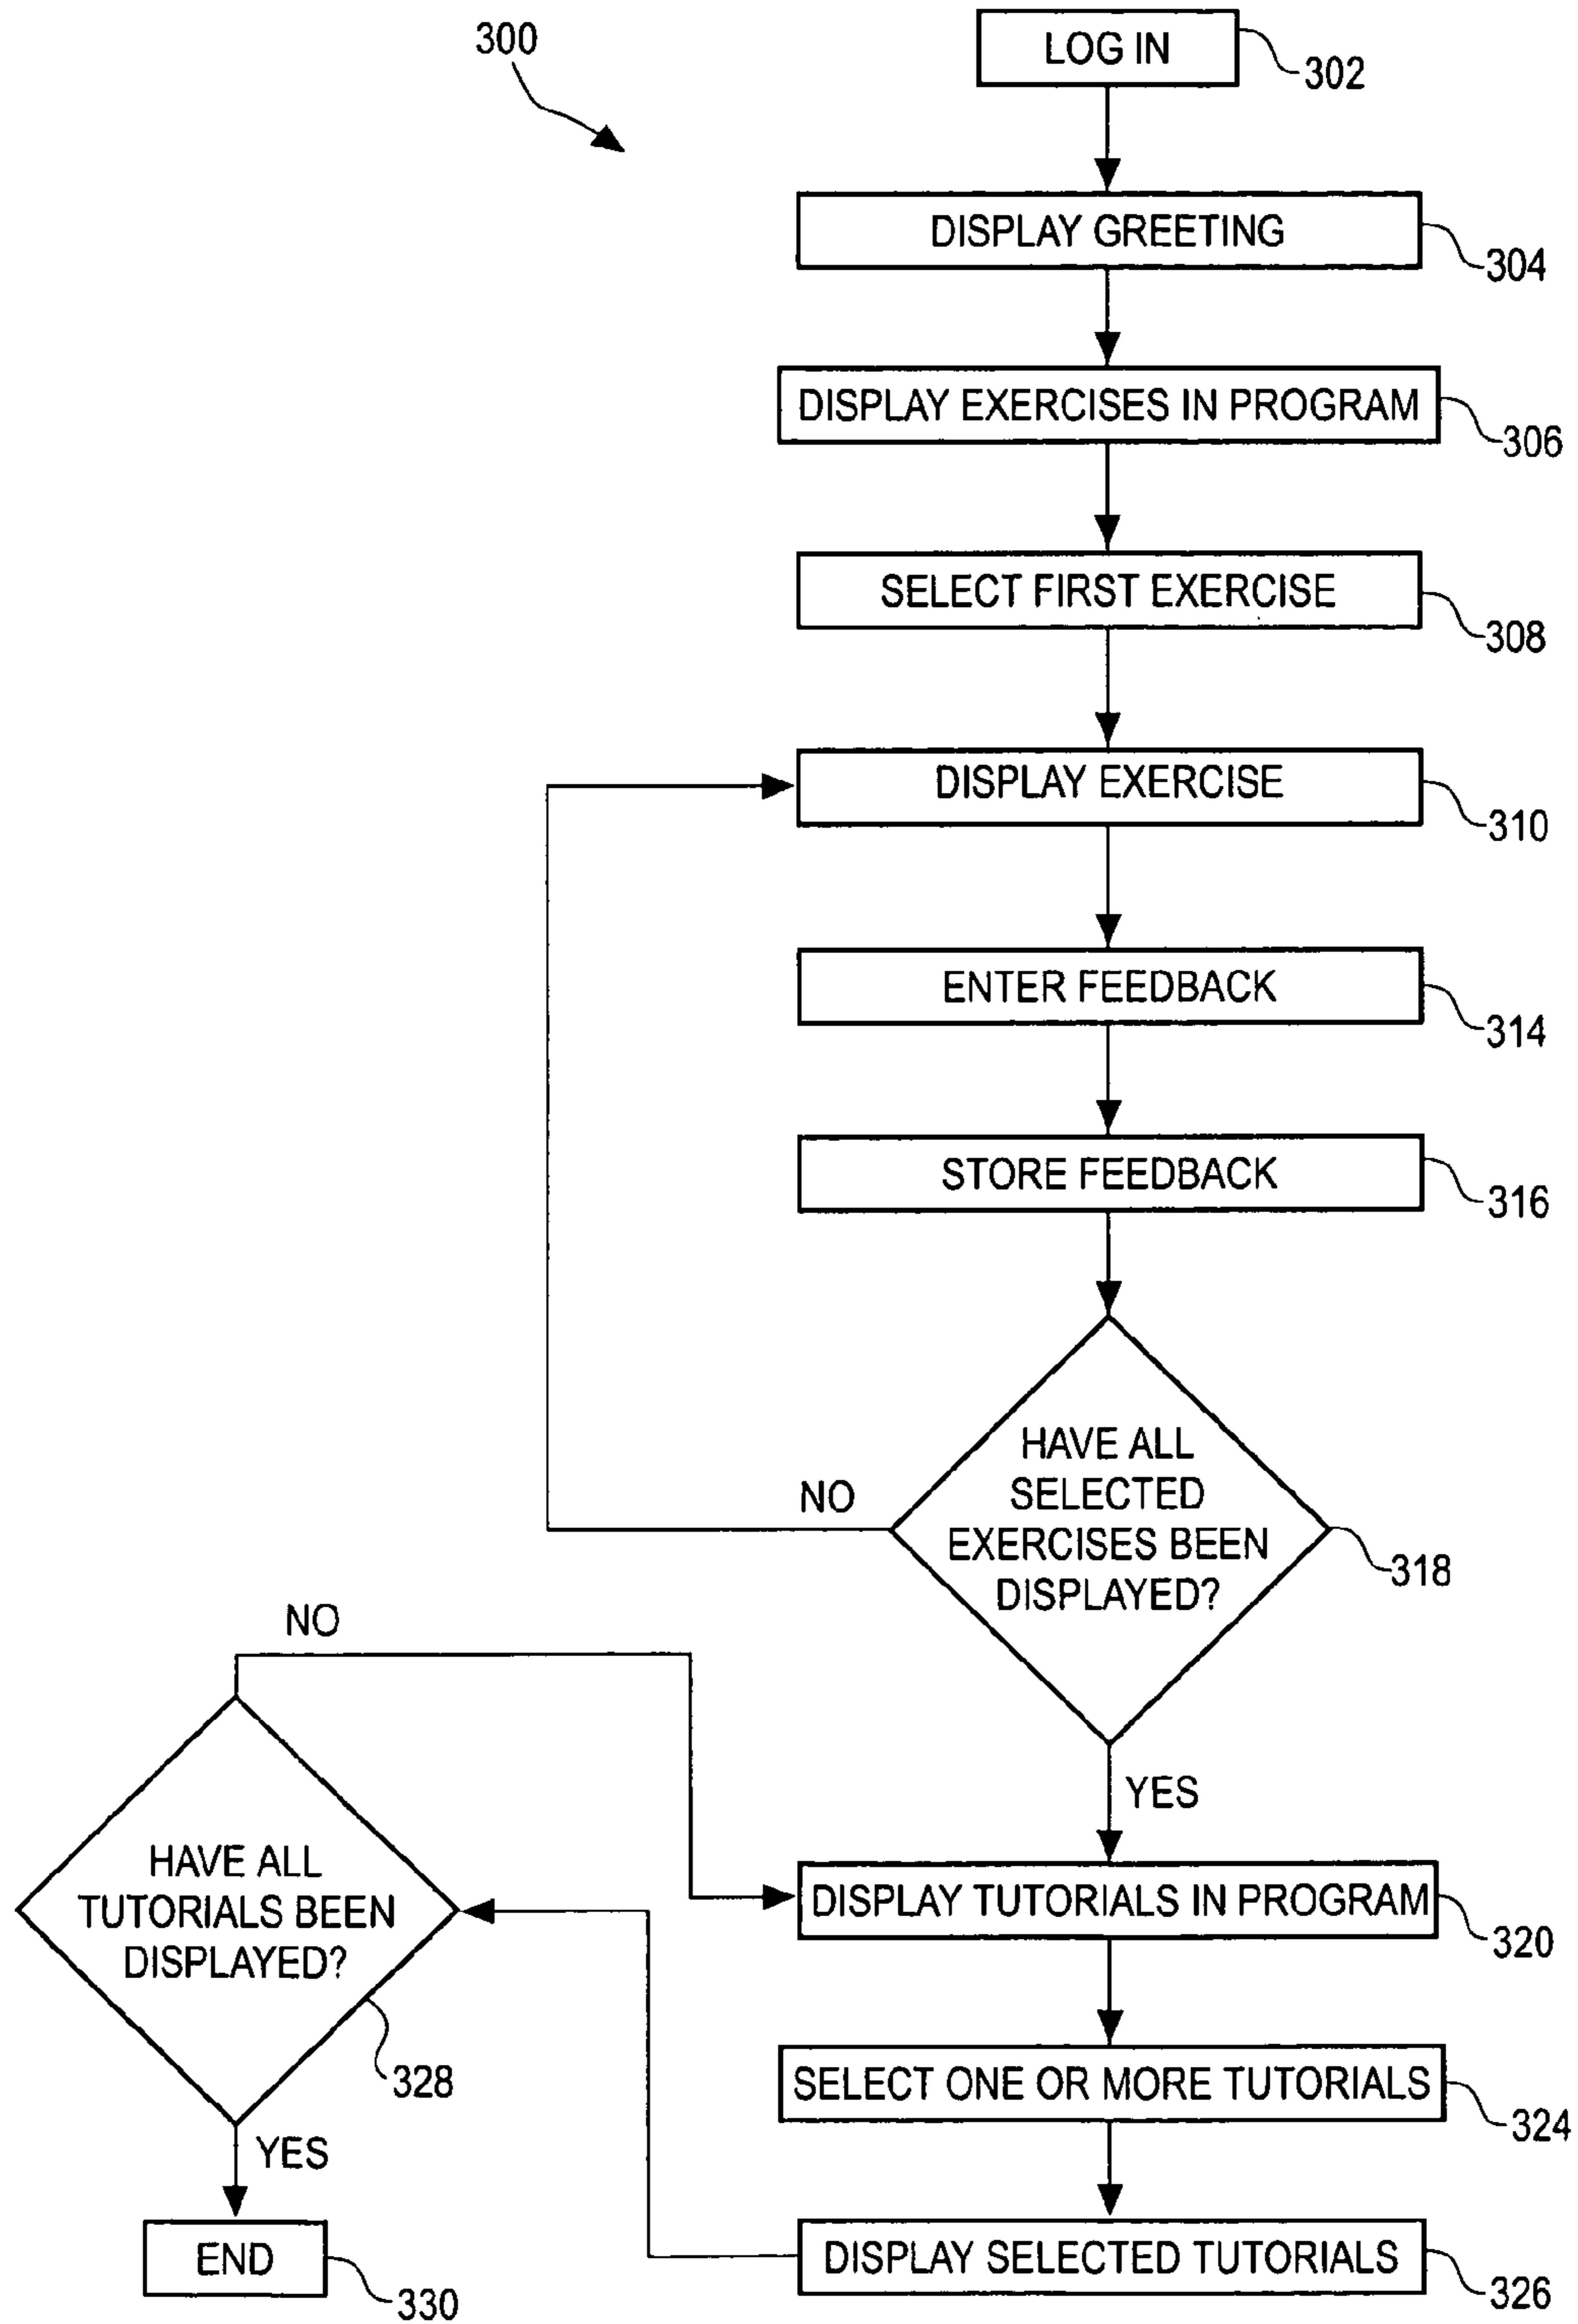 300
LOG IN
302
DISPLAY GREETING
304
DISPLAY EXERCISES IN PROGRAM
306
SELECT FIRST EXERCISE
308
DISPLAY EXERCISE
310
ENTER FEEDBACK
314
STORE FEEDBACK
316
HAVE ALL
SELECTED
EXERCISES BEEN
DISPLAYED?
318
NO
YES
DISPLAY TUTORIALS IN PROGRAM
320
SELECT ONE OR MORE TUTORIALS
324
DISPLAY SELECTED TUTORIALS
326
NO
HAVE ALL
TUTORIALS BEEN
DISPLAYED?
328
YES
END
330